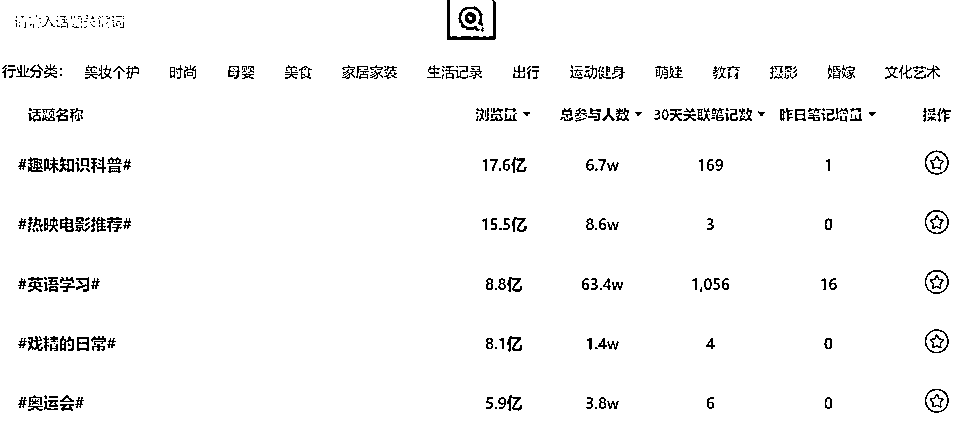 请输入话题关键词
行业分类： 美妆个护 时尚 母婴 美食 家居家装 生活记录 出行 运动健身 萌娃 教育 摄影 婚嫁 文化艺术
话题名称 浏览量 总参与人数 30天关联笔记数 昨日笔记增量 操作
#趣味知识科普# 17.6亿 6.7w 169 1
#热映电影推荐# 15.5亿 8.6w 3 0
#英语学习# 8.8亿 63.4w 1,056 16
#戏精的日常# 8.1亿 1.4w 4 0
#奥运会# 5.9亿 3.8w 6 0